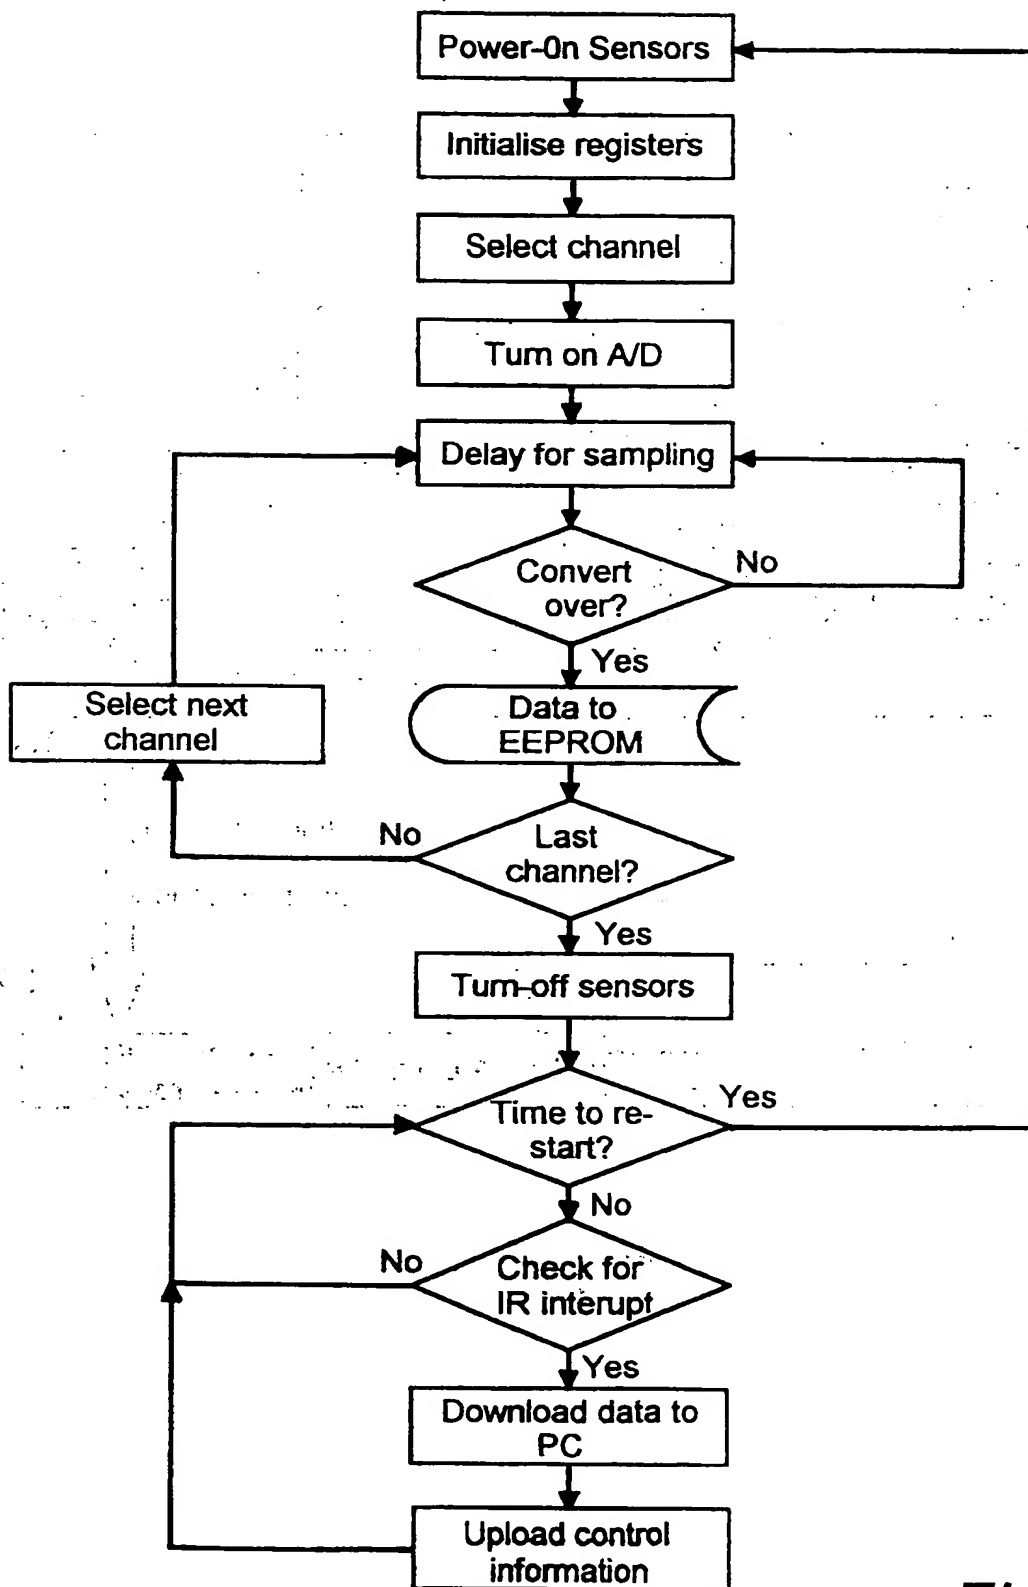 Power-On Sensors
Initialise registers
Select channel
Turn on A/D
Delay for sampling
Convert
over?
No
Yes
Select next
channel
Data to
EEPROM
No
Last
channel?
Yes
Turn-off sensors
Time to re-
start?
Yes
No
No
Check for
IR interupt
Yes
Download data to
PC
Upload control
information